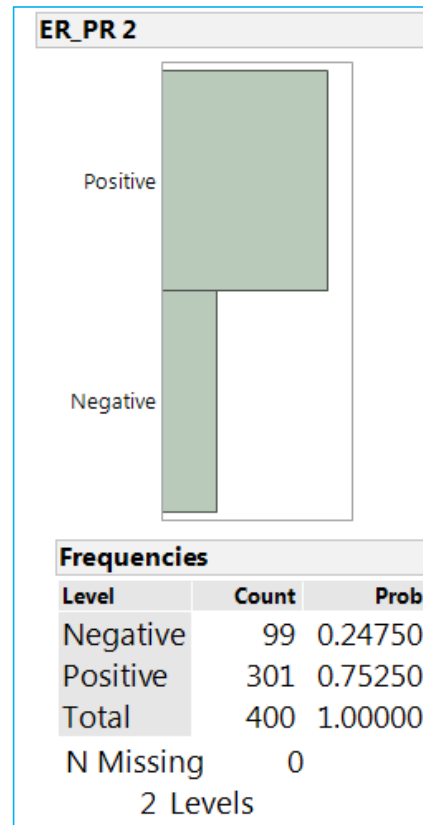 ER_PR 2
Positive
Negative
Frequencies
Level Count Prob
Negative 99 0.24750
Positive 301 0.75250
Total 400 1.00000
N Missing 0
2 Levels